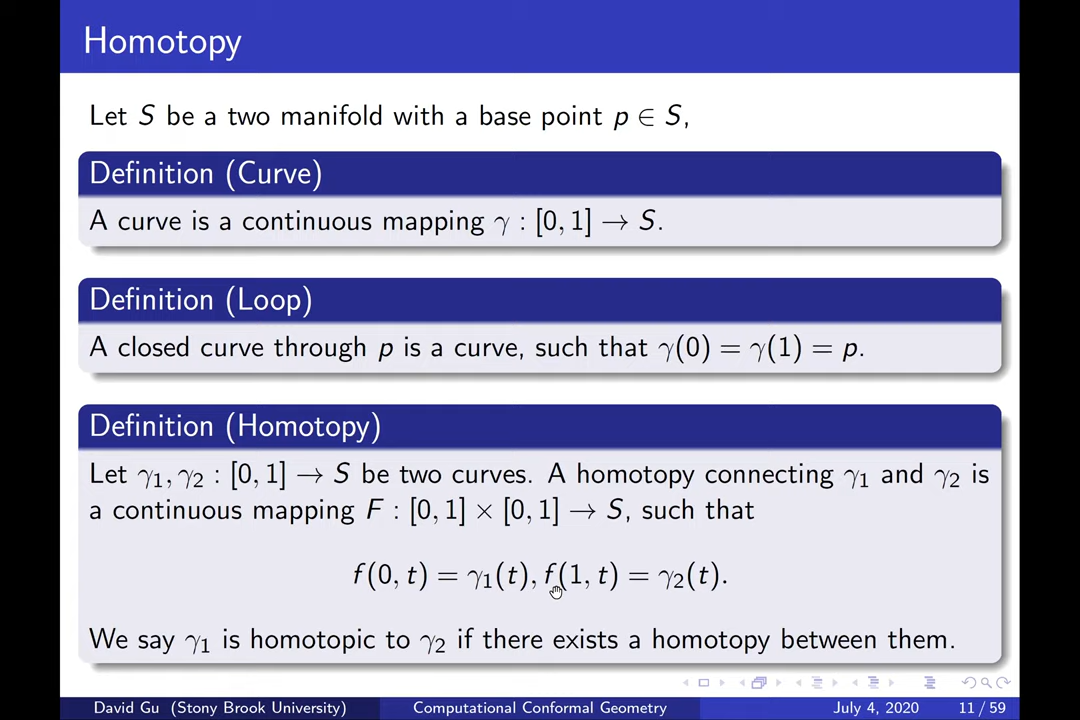 Homotopy
Let S be a two manifold with a base point p ∈ S,
Definition (Curve)
A curve is a continuous mapping γ : [0, 1] → S.
Definition (Loop)
A closed curve through p is a curve, such that γ(0) = γ(1) = p.
Definition (Homotopy)
Let γ₁, γ₂ : [0, 1] → S be two curves. A homotopy connecting γ₁ and γ₂ is
a continuous mapping F : [0, 1] × [0, 1] → S, such that
f(0, t) = γ₁(t), f(1, t) = γ₂(t).
We say γ₁ is homotopic to γ₂ if there exists a homotopy between them.
David Gu (Stony Brook University) Computational Conformal Geometry July 4, 2020 11 / 59